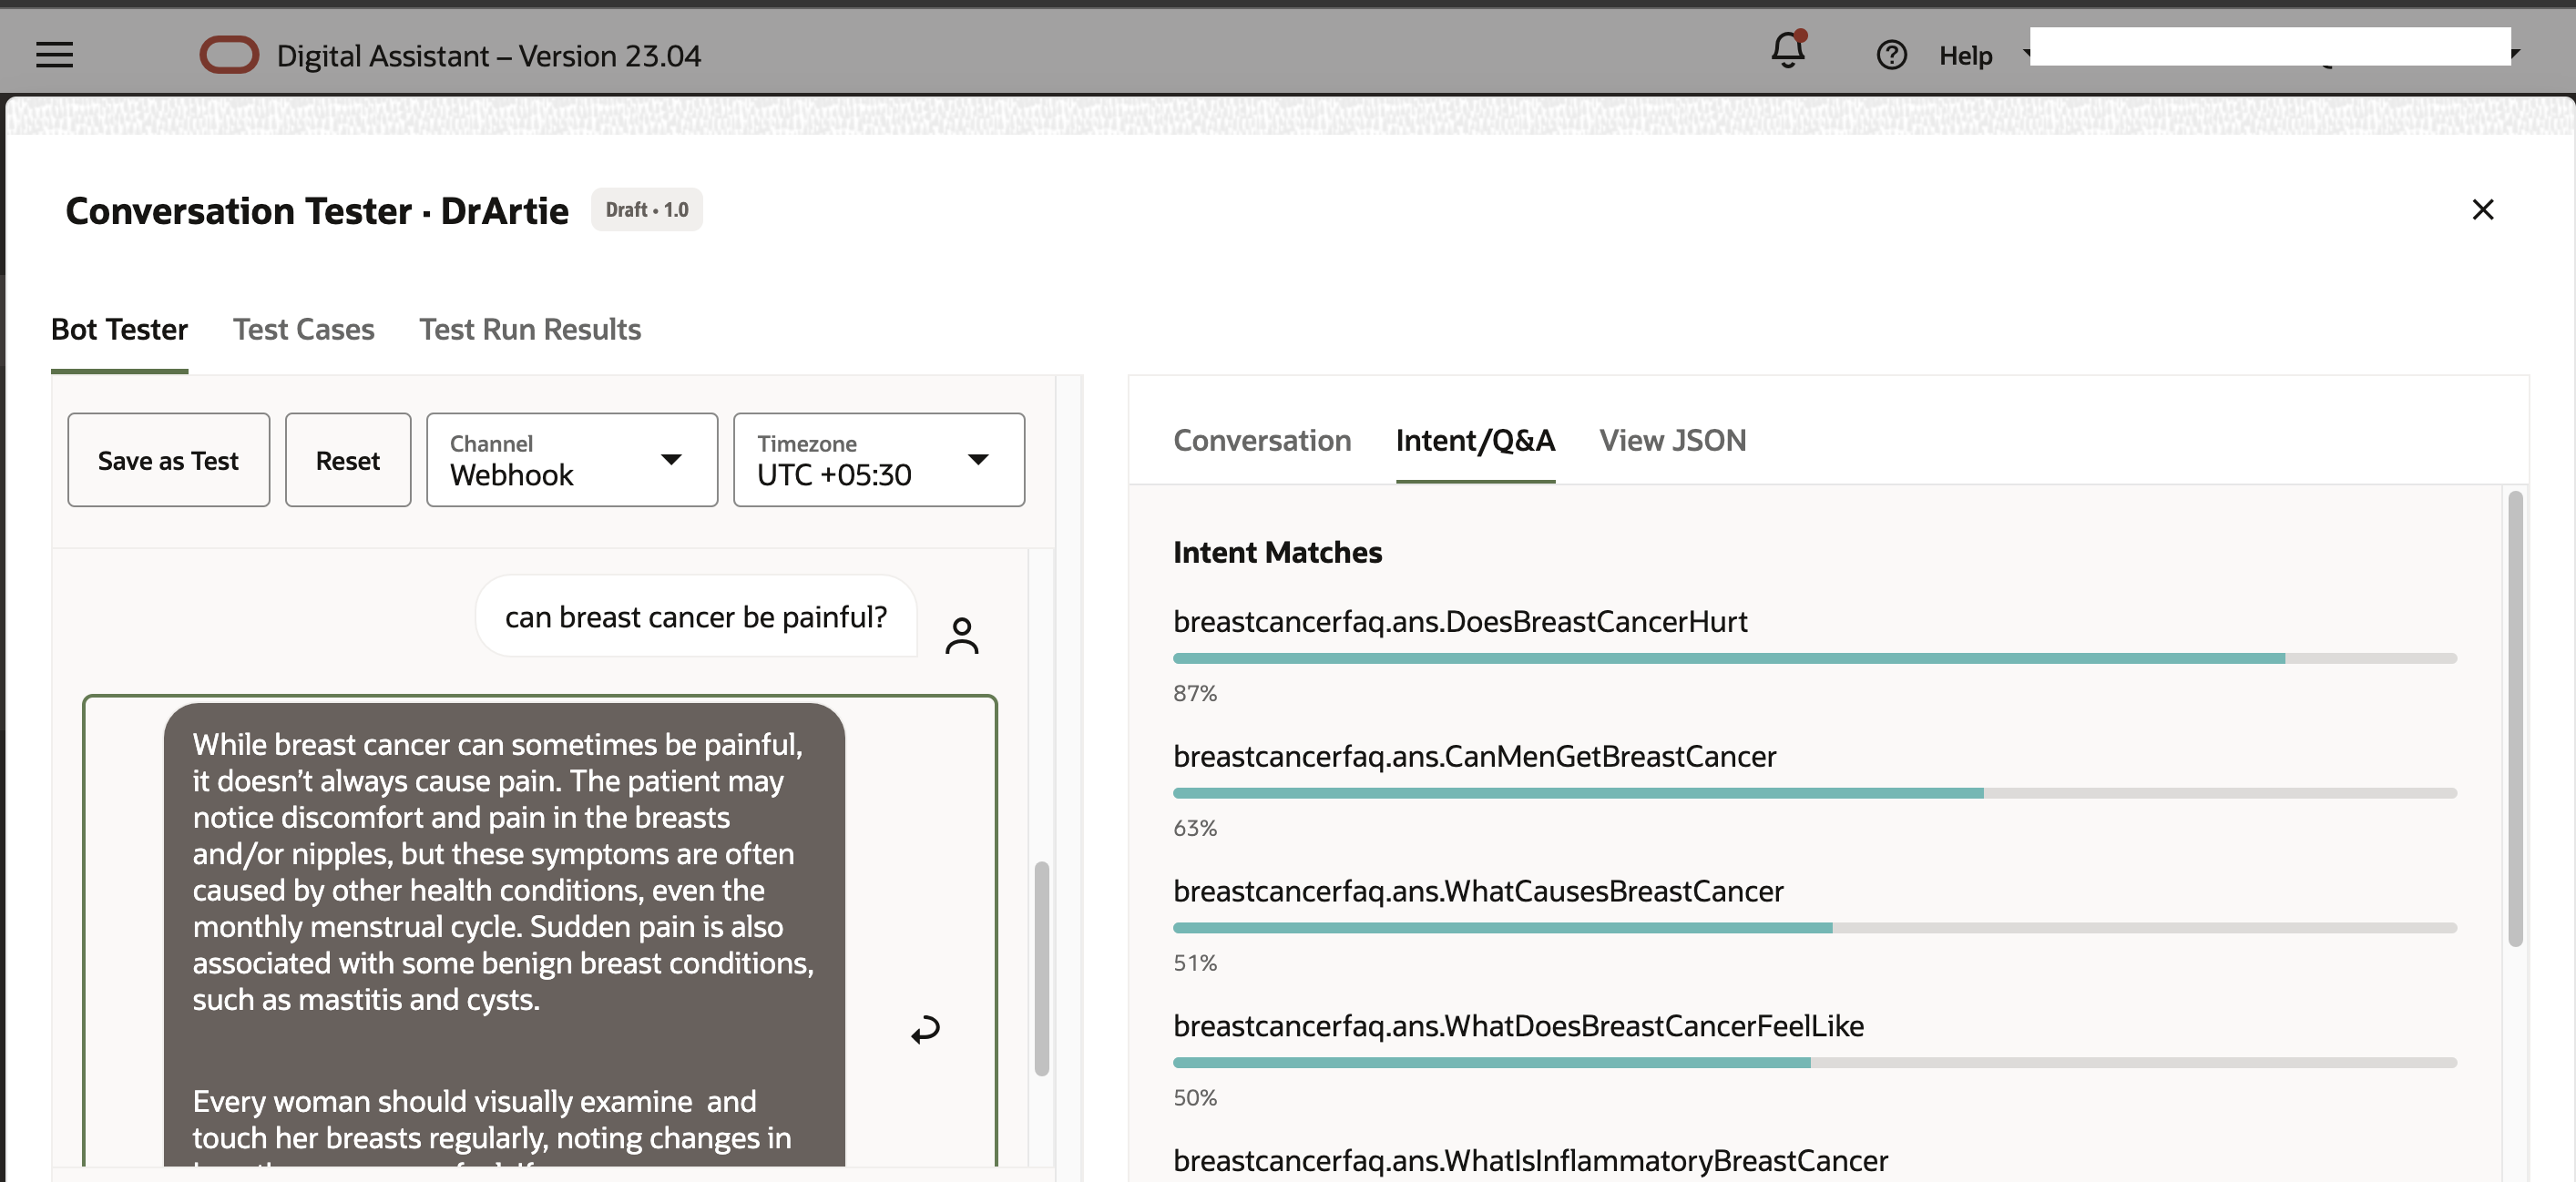 Digital Assistant – Version 23.04
Help
Conversation Tester · DrArtie
Draft • 1.0
Bot Tester
Test Cases
Test Run Results
Save as Test
Reset
Channel
Webhook
Timezone
UTC +05:30
can breast cancer be painful?
While breast cancer can sometimes be painful,
it doesn’t always cause pain. The patient may
notice discomfort and pain in the breasts
and/or nipples, but these symptoms are often
caused by other health conditions, even the
monthly menstrual cycle. Sudden pain is also
associated with some benign breast conditions,
such as mastitis and cysts.
Every woman should visually examine  and
touch her breasts regularly, noting changes in
Conversation
Intent/Q&A
View JSON
Intent Matches
breastcancerfaq.ans.DoesBreastCancerHurt
87%
breastcancerfaq.ans.CanMenGetBreastCancer
63%
breastcancerfaq.ans.WhatCausesBreastCancer
51%
breastcancerfaq.ans.WhatDoesBreastCancerFeelLike
50%
breastcancerfaq.ans.WhatIsInflammatoryBreastCancer